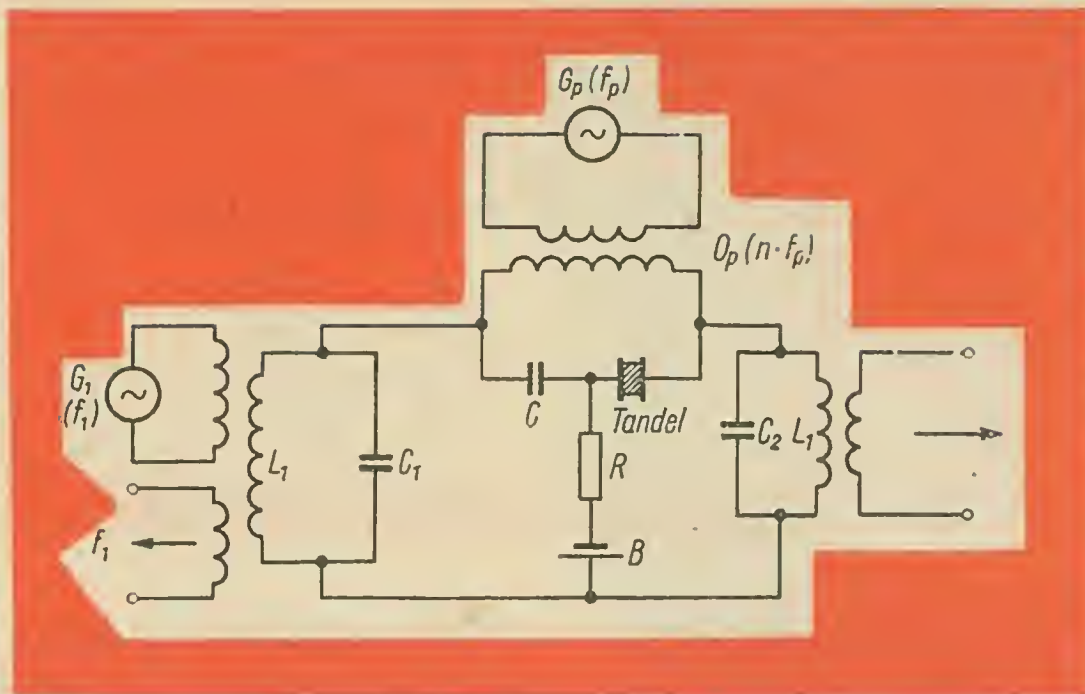 Gₚ(fₚ)
Oₚ(n·fₚ)
G₁
(f₁)
L₁
C₁
C
Tandel
R
B
C₂
L₁
f₁